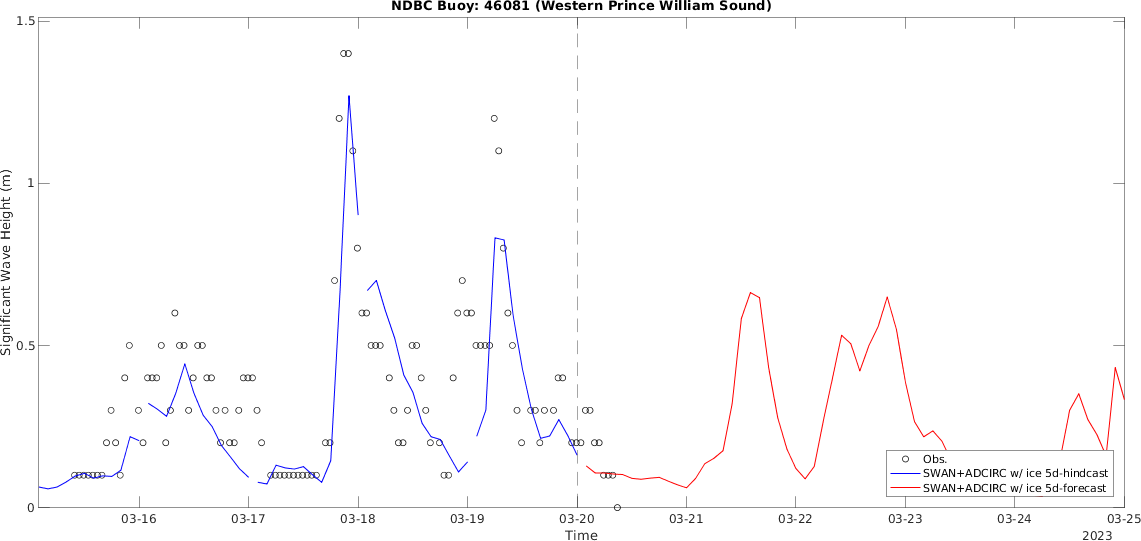 NDBC Buoy: 46081 (Western Prince William Sound)
1.5
1
0.5
0
Significant Wave Height (m)
Obs.
SWAN+ADCIRC w/ ice 5d-hindcast
SWAN+ADCIRC w/ ice 5d-forecast
03-16 03-17 03-18 03-19 03-20 03-21 03-22 03-23 03-24 03-25
Time
2023